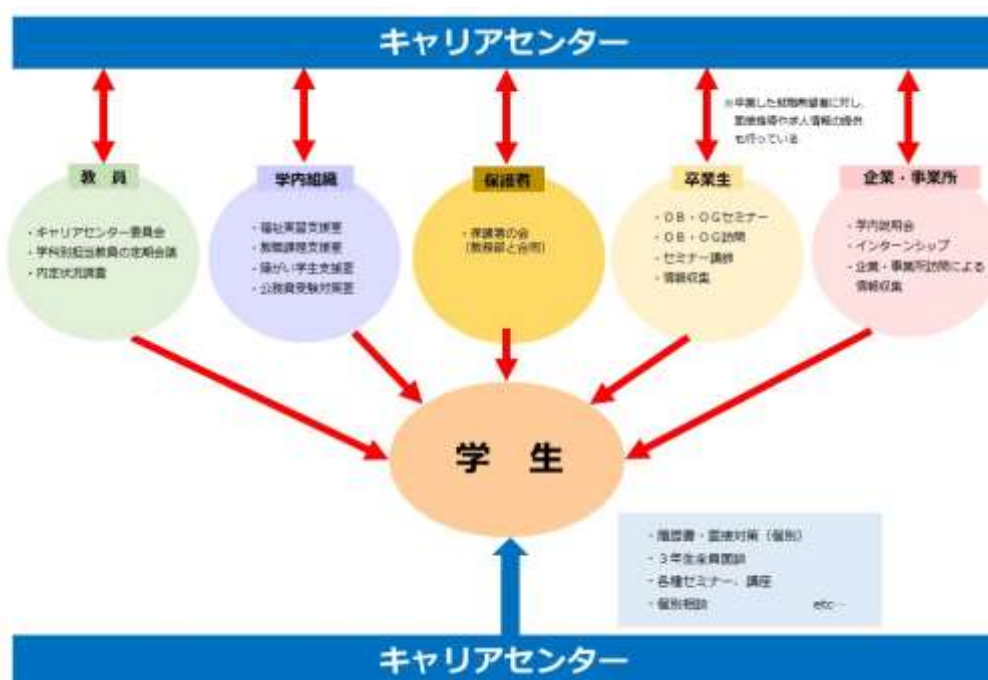 キャリアセンター
※卒業した就職希望者に対し、
面接指導や求人情報の提供
も行っている
教 員
・キャリアセンター委員会
・学科別担当教員の定期会議
・内定状況調査
学内組織
・福祉実習支援室
・教職課程支援室
・障がい学生支援室
・公務員受験対策室
保護者
・保護者の会
(教務部と合同)
卒業生
・OB・OGセミナー
・OB・OG訪問
・セミナー講師
・情報収集
企業・事業所
・学内説明会
・インターンシップ
・企業・事業所訪問による
情報収集
学 生
・履歴書・面接対策(個別)
・3年生全員面談
・各種セミナー、講座
・個別相談 etc…
キャリアセンター